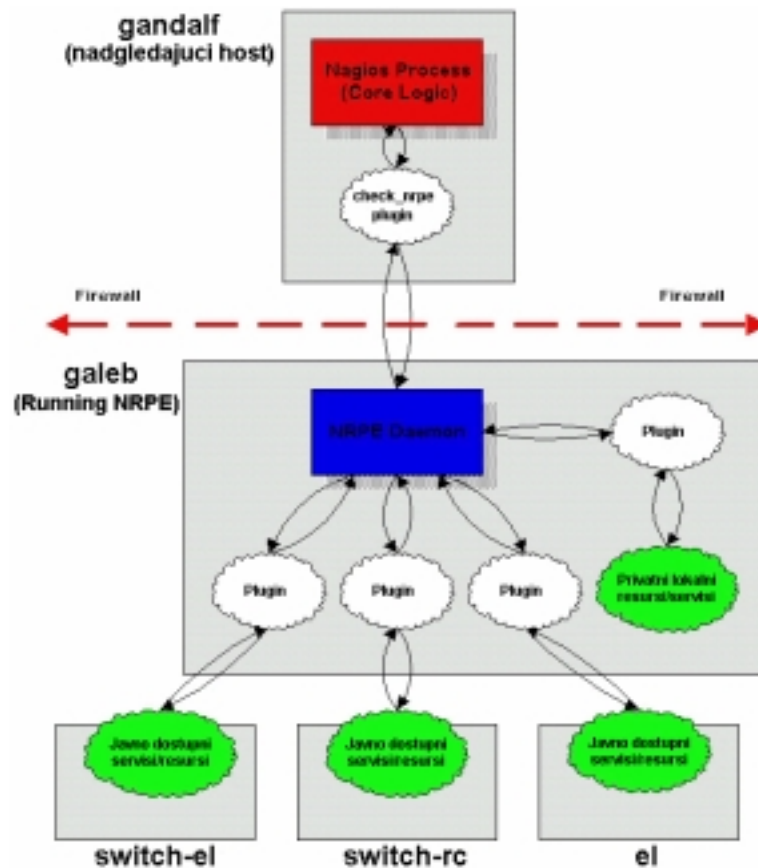 gandalf
(nadgledajuci host)
Nagios Process
(Core Logic)
check_nrpe
plugin
Firewall
Firewall
galeb
(Running NRPE)
NRPE Daemon
Plugin
Plugin
Plugin
Plugin
Privatni lokalni
resursi/servisi
Javno dostupni
servisi/resursi
Javno dostupni
servisi/resursi
Javno dostupni
servisi/resursi
switch-el
switch-rc
el